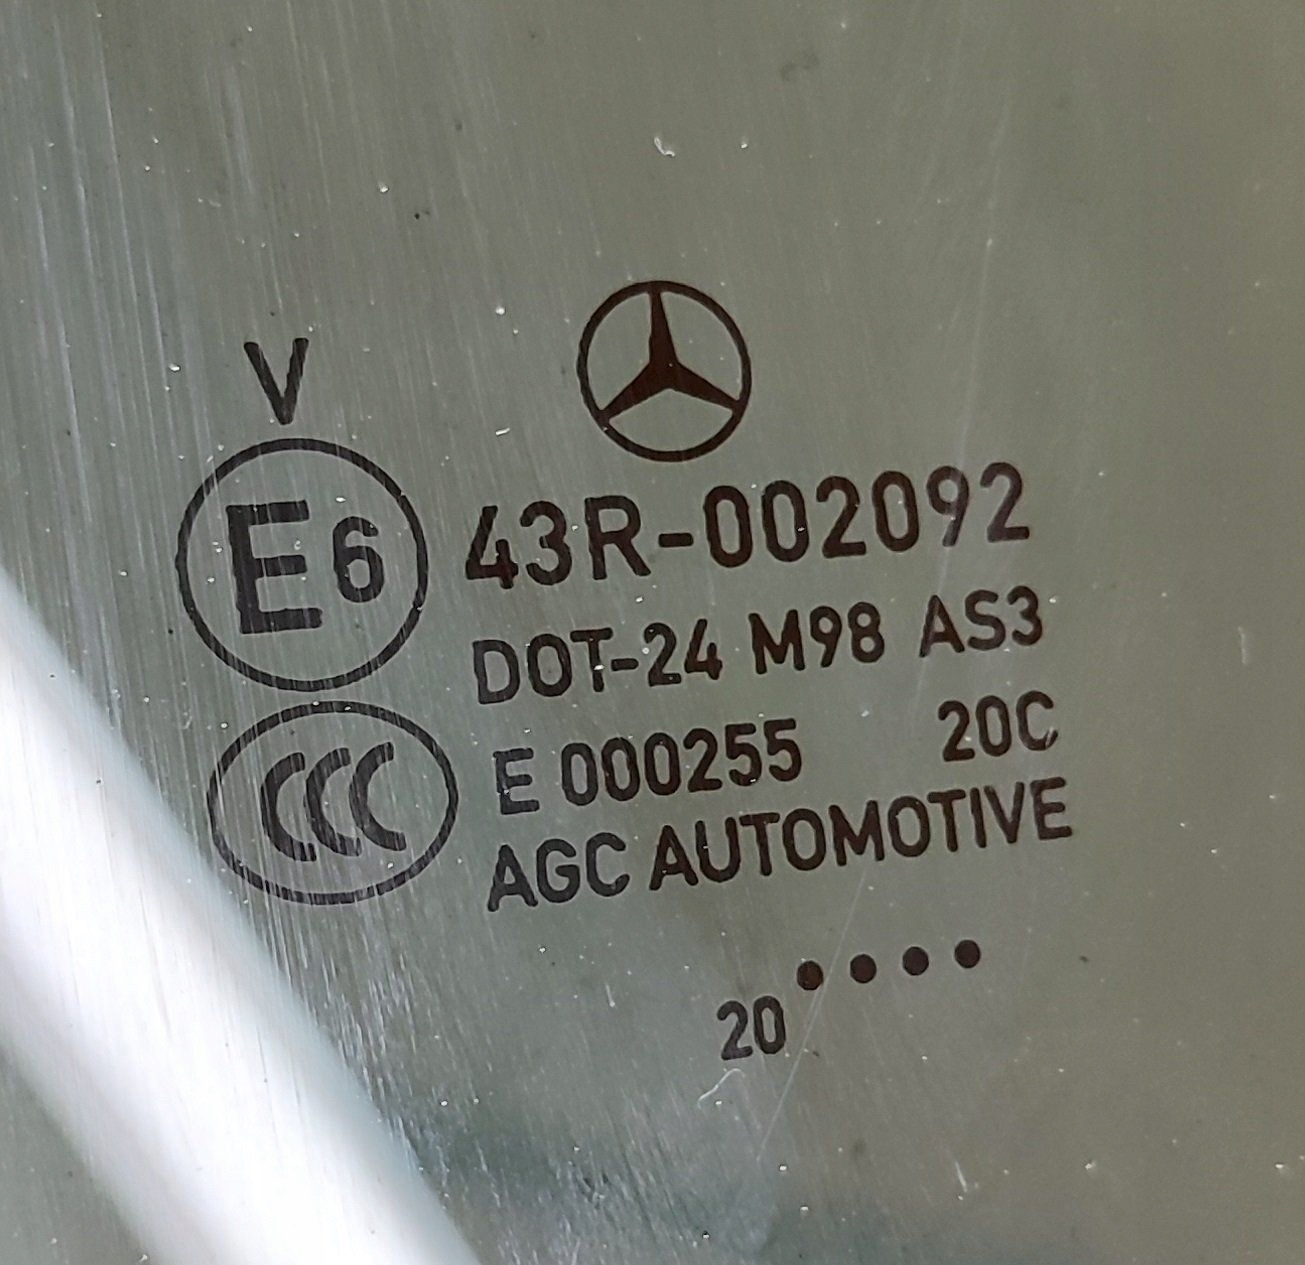 V
E6 43R-002092
DOT-24 M98 AS3
CCC
E 000255 20C
AGC AUTOMOTIVE
20